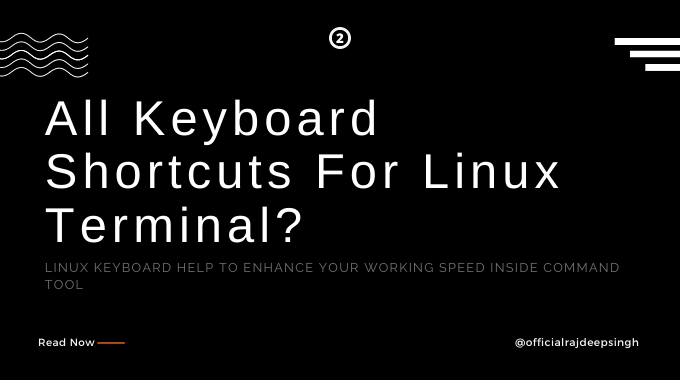 2
All Keyboard
Shortcuts For Linux
Terminal?
LINUX KEYBOARD HELP TO ENHANCE YOUR WORKING SPEED INSIDE COMMAND
TOOL
Read Now
@officialrajdeepsingh